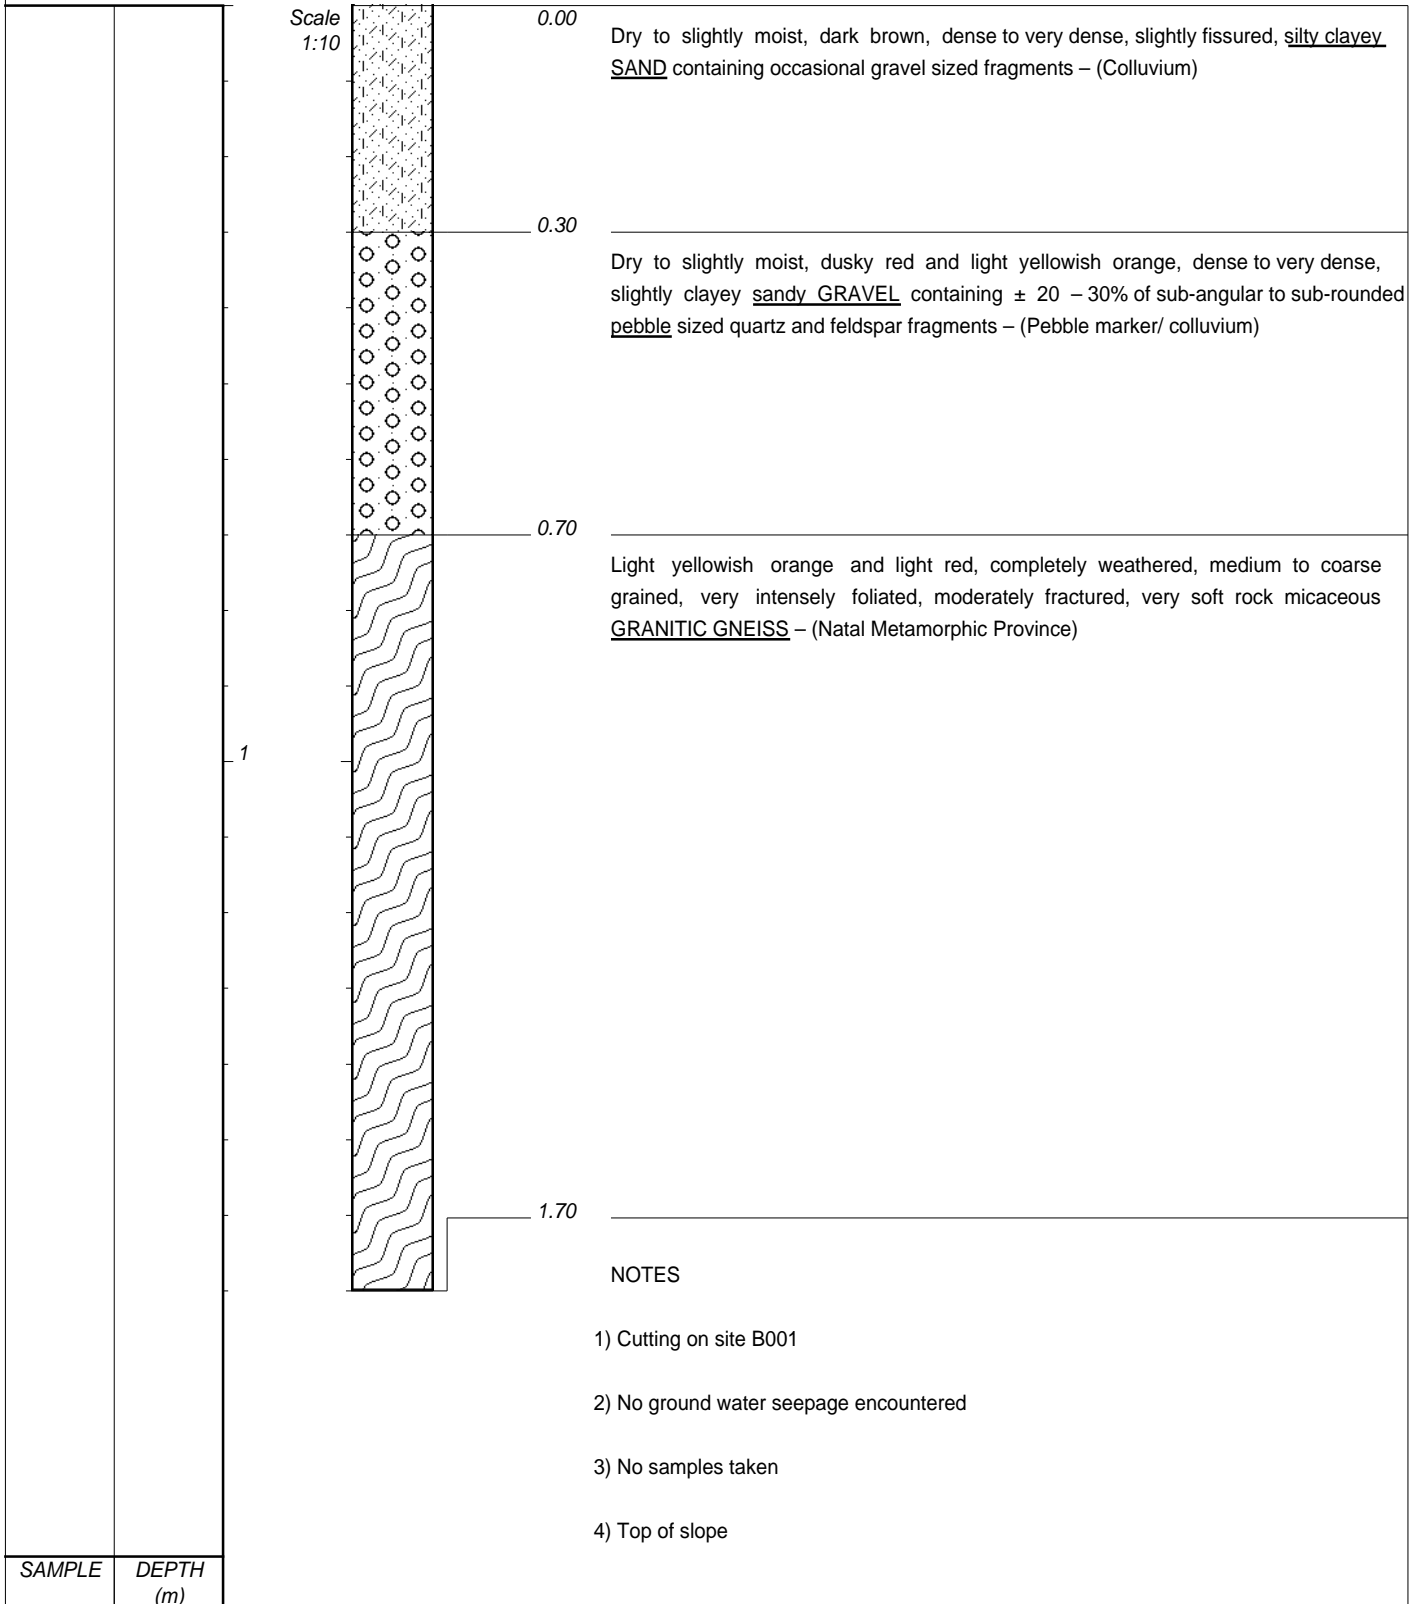 Scale
1:10
0.00
Dry to slightly moist, dark brown, dense to very dense, slightly fissured, silty clayey
SAND containing occasional gravel sized fragments – (Colluvium)
0.30
Dry to slightly moist, dusky red and light yellowish orange, dense to very dense,
slightly clayey sandy GRAVEL containing ± 20 – 30% of sub-angular to sub-rounded
pebble sized quartz and feldspar fragments – (Pebble marker/ colluvium)
0.70
Light yellowish orange and light red, completely weathered, medium to coarse
grained, very intensely foliated, moderately fractured, very soft rock micaceous
GRANITIC GNEISS – (Natal Metamorphic Province)
1
1.70
NOTES
1) Cutting on site B001
2) No ground water seepage encountered
3) No samples taken
4) Top of slope
SAMPLE
DEPTH
(m)